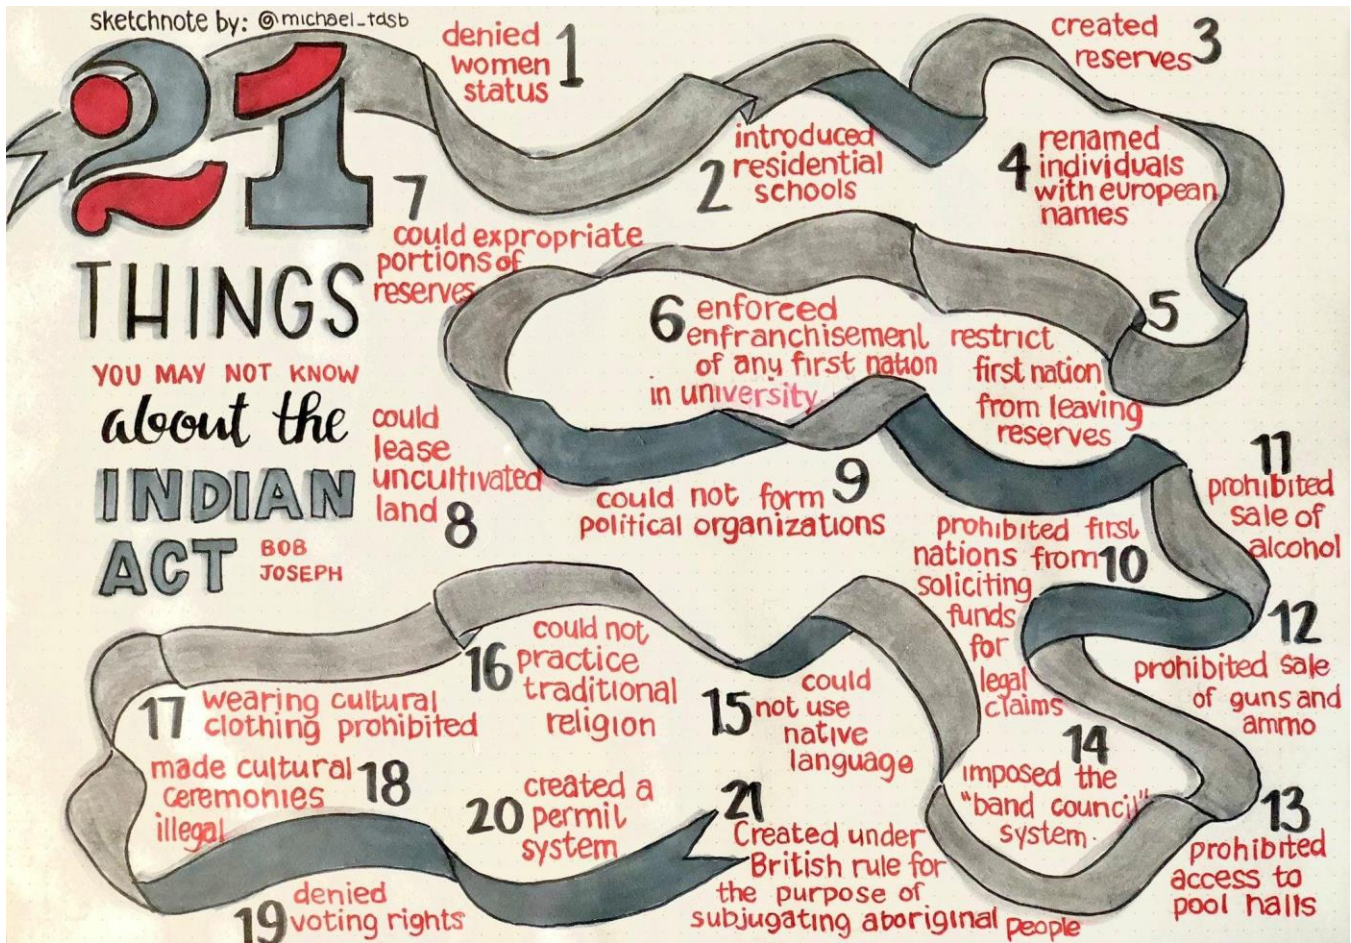 sketchnote by: @michael_tdsb
21
THINGS
YOU MAY NOT KNOW
about the
INDIAN
ACT
BOB
JOSEPH
1
denied
women
status
2
introduced
residential
schools
3
created
reserves
4
renamed
individuals
with european
names
5
restrict
first nation
from leaving
reserves
6
enforced
enfranchisement
of any first nation
in university
7
could expropriate
portions of
reserves
could
lease
uncultivated
land 8
could not form 9
political organizations
prohibited first
nations from 10
soliciting
funds
for
legal
claims
11
prohibited
sale of
alcohol
12
prohibited sale
of guns and
ammo
13
prohibited
access to
pool halls
14
imposed the
"band council"
system.
15
could
not use
native
language
16
could not
practice
traditional
religion
17 wearing cultural
clothing prohibited
made cultural 18
ceremonies
illegal
19 denied
voting rights
20
created a
permit
system
21
Created under
British rule for
the purpose of
subjugating aboriginal people